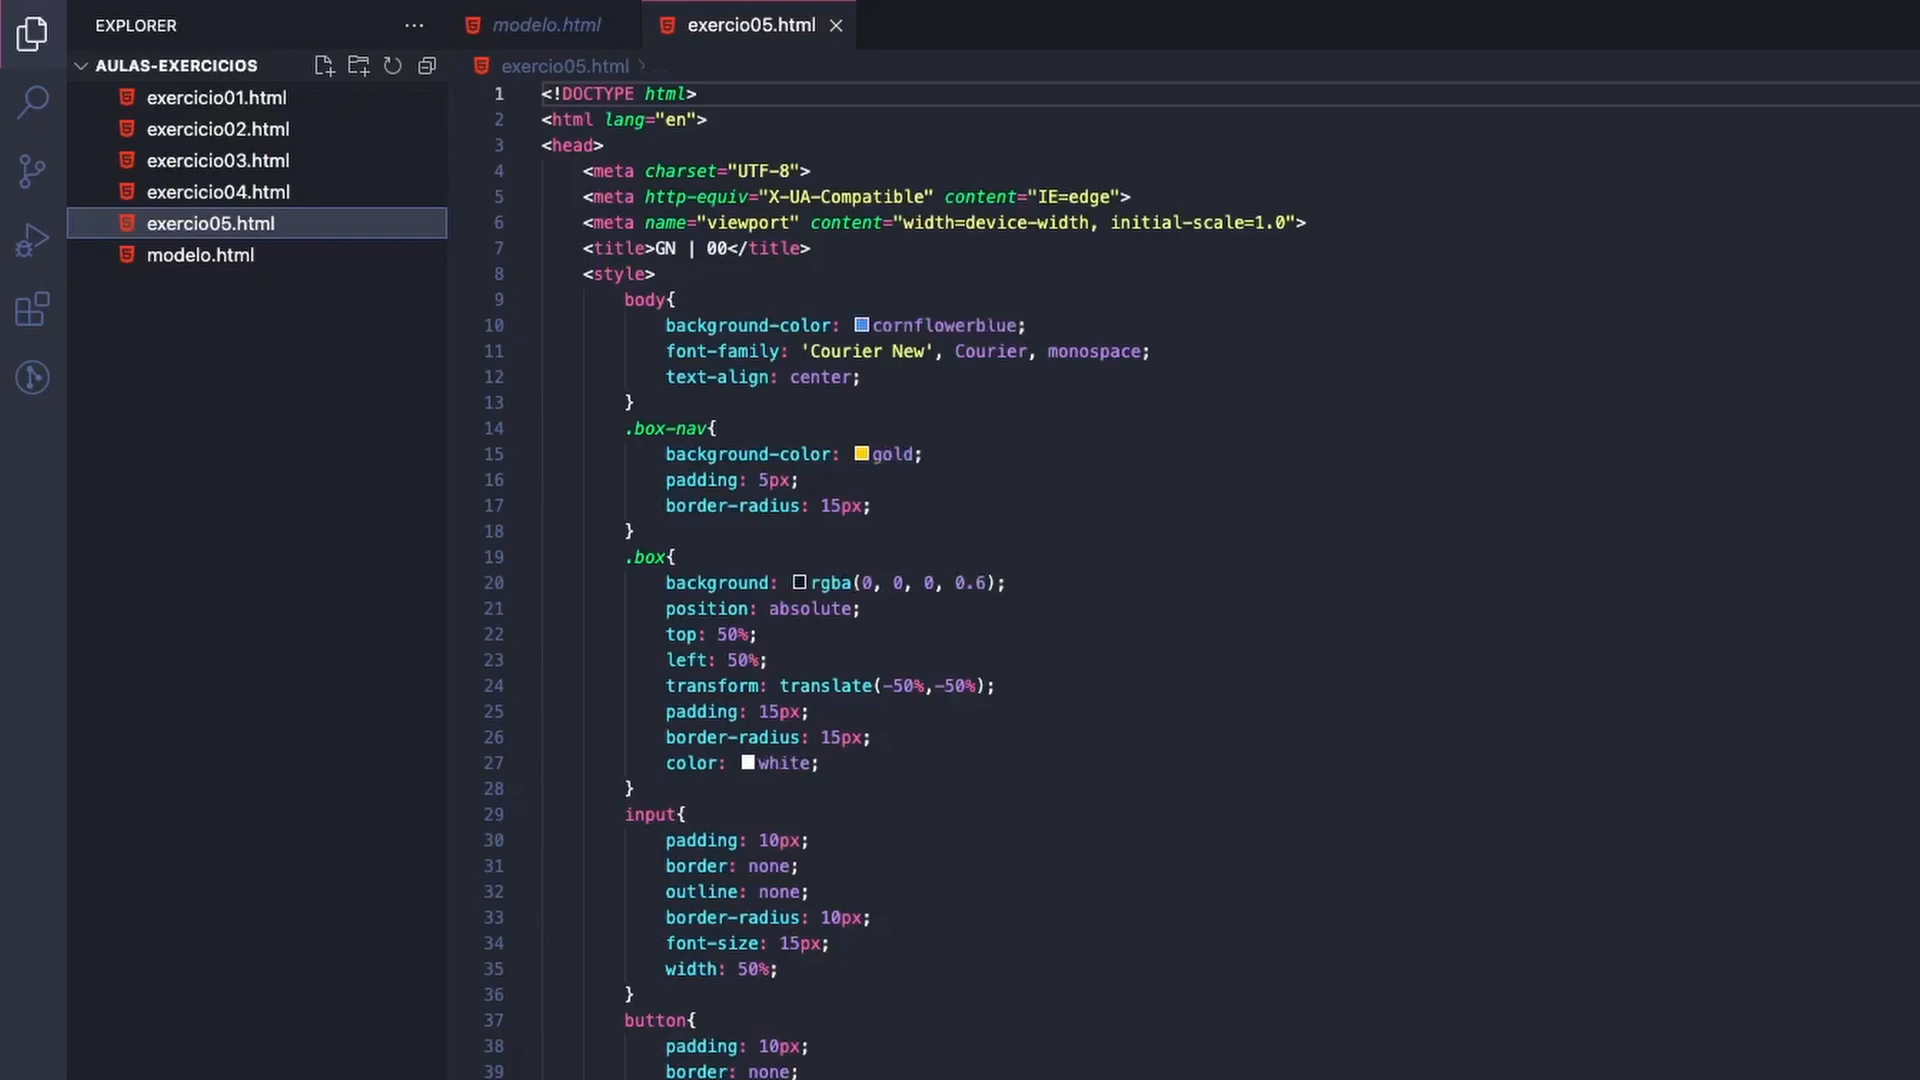 EXPLORER
modelo.html
exercio05.html
AULAS-EXERCICIOS
exercicio01.html
exercicio02.html
exercicio03.html
exercicio04.html
exercio05.html
modelo.html
exercio05.html
1 <!DOCTYPE html>
2 <html lang="en">
3 <head>
4 <meta charset="UTF-8">
5 <meta http-equiv="X-UA-Compatible" content="IE=edge">
6 <meta name="viewport" content="width=device-width, initial-scale=1.0">
7 <title>GN | 00</title>
8 <style>
9 body{
10 background-color: cornflowerblue;
11 font-family: 'Courier New', Courier, monospace;
12 text-align: center;
13 }
14 .box-nav{
15 background-color: gold;
16 padding: 5px;
17 border-radius: 15px;
18 }
19 .box{
20 background: rgba(0, 0, 0, 0.6);
21 position: absolute;
22 top: 50%;
23 left: 50%;
24 transform: translate(-50%,-50%);
25 padding: 15px;
26 border-radius: 15px;
27 color: white;
28 }
29 input{
30 padding: 10px;
31 border: none;
32 outline: none;
33 border-radius: 10px;
34 font-size: 15px;
35 width: 50%;
36 }
37 button{
38 padding: 10px;
39 border: none;